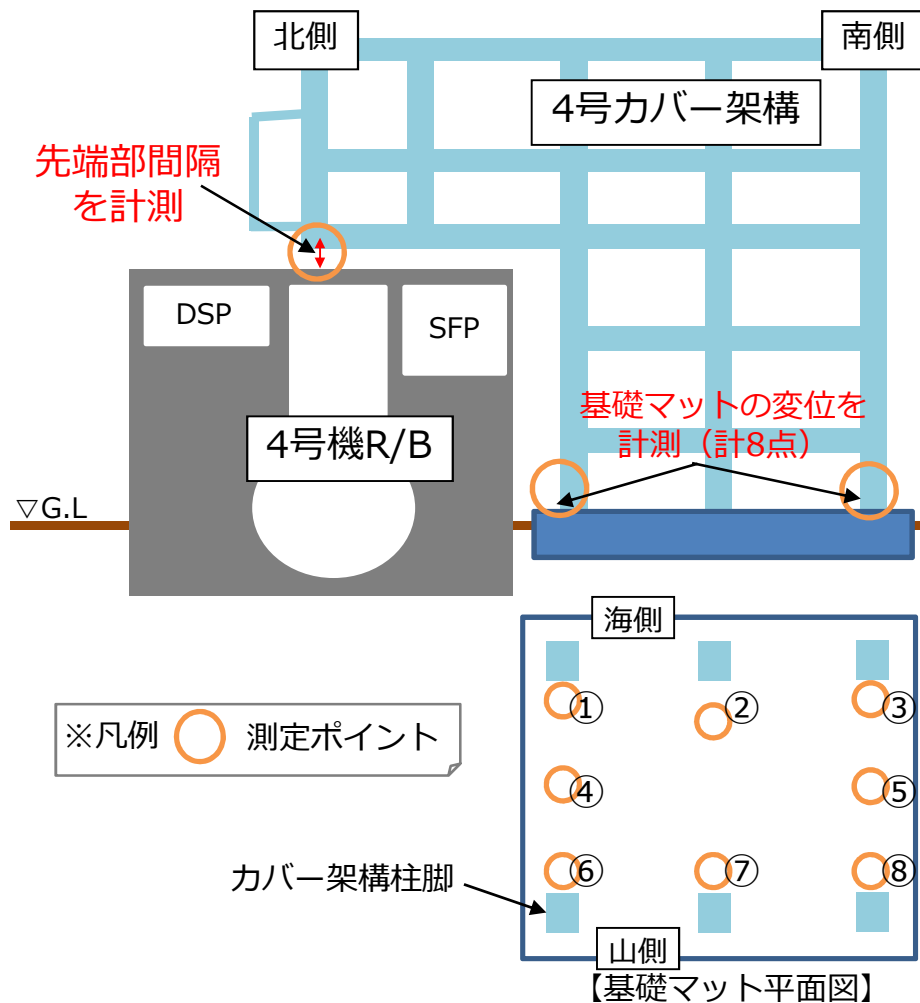 北側
南側
4号カバー架構
先端部間隔
を計測
DSP
SFP
4号機R/B
基礎マットの変位を
計測（計8点）
▽G.L
海側
① ② ③
④ ⑤
⑥ ⑦ ⑧
※凡例 測定ポイント
カバー架構柱脚
山側
【基礎マット平面図】